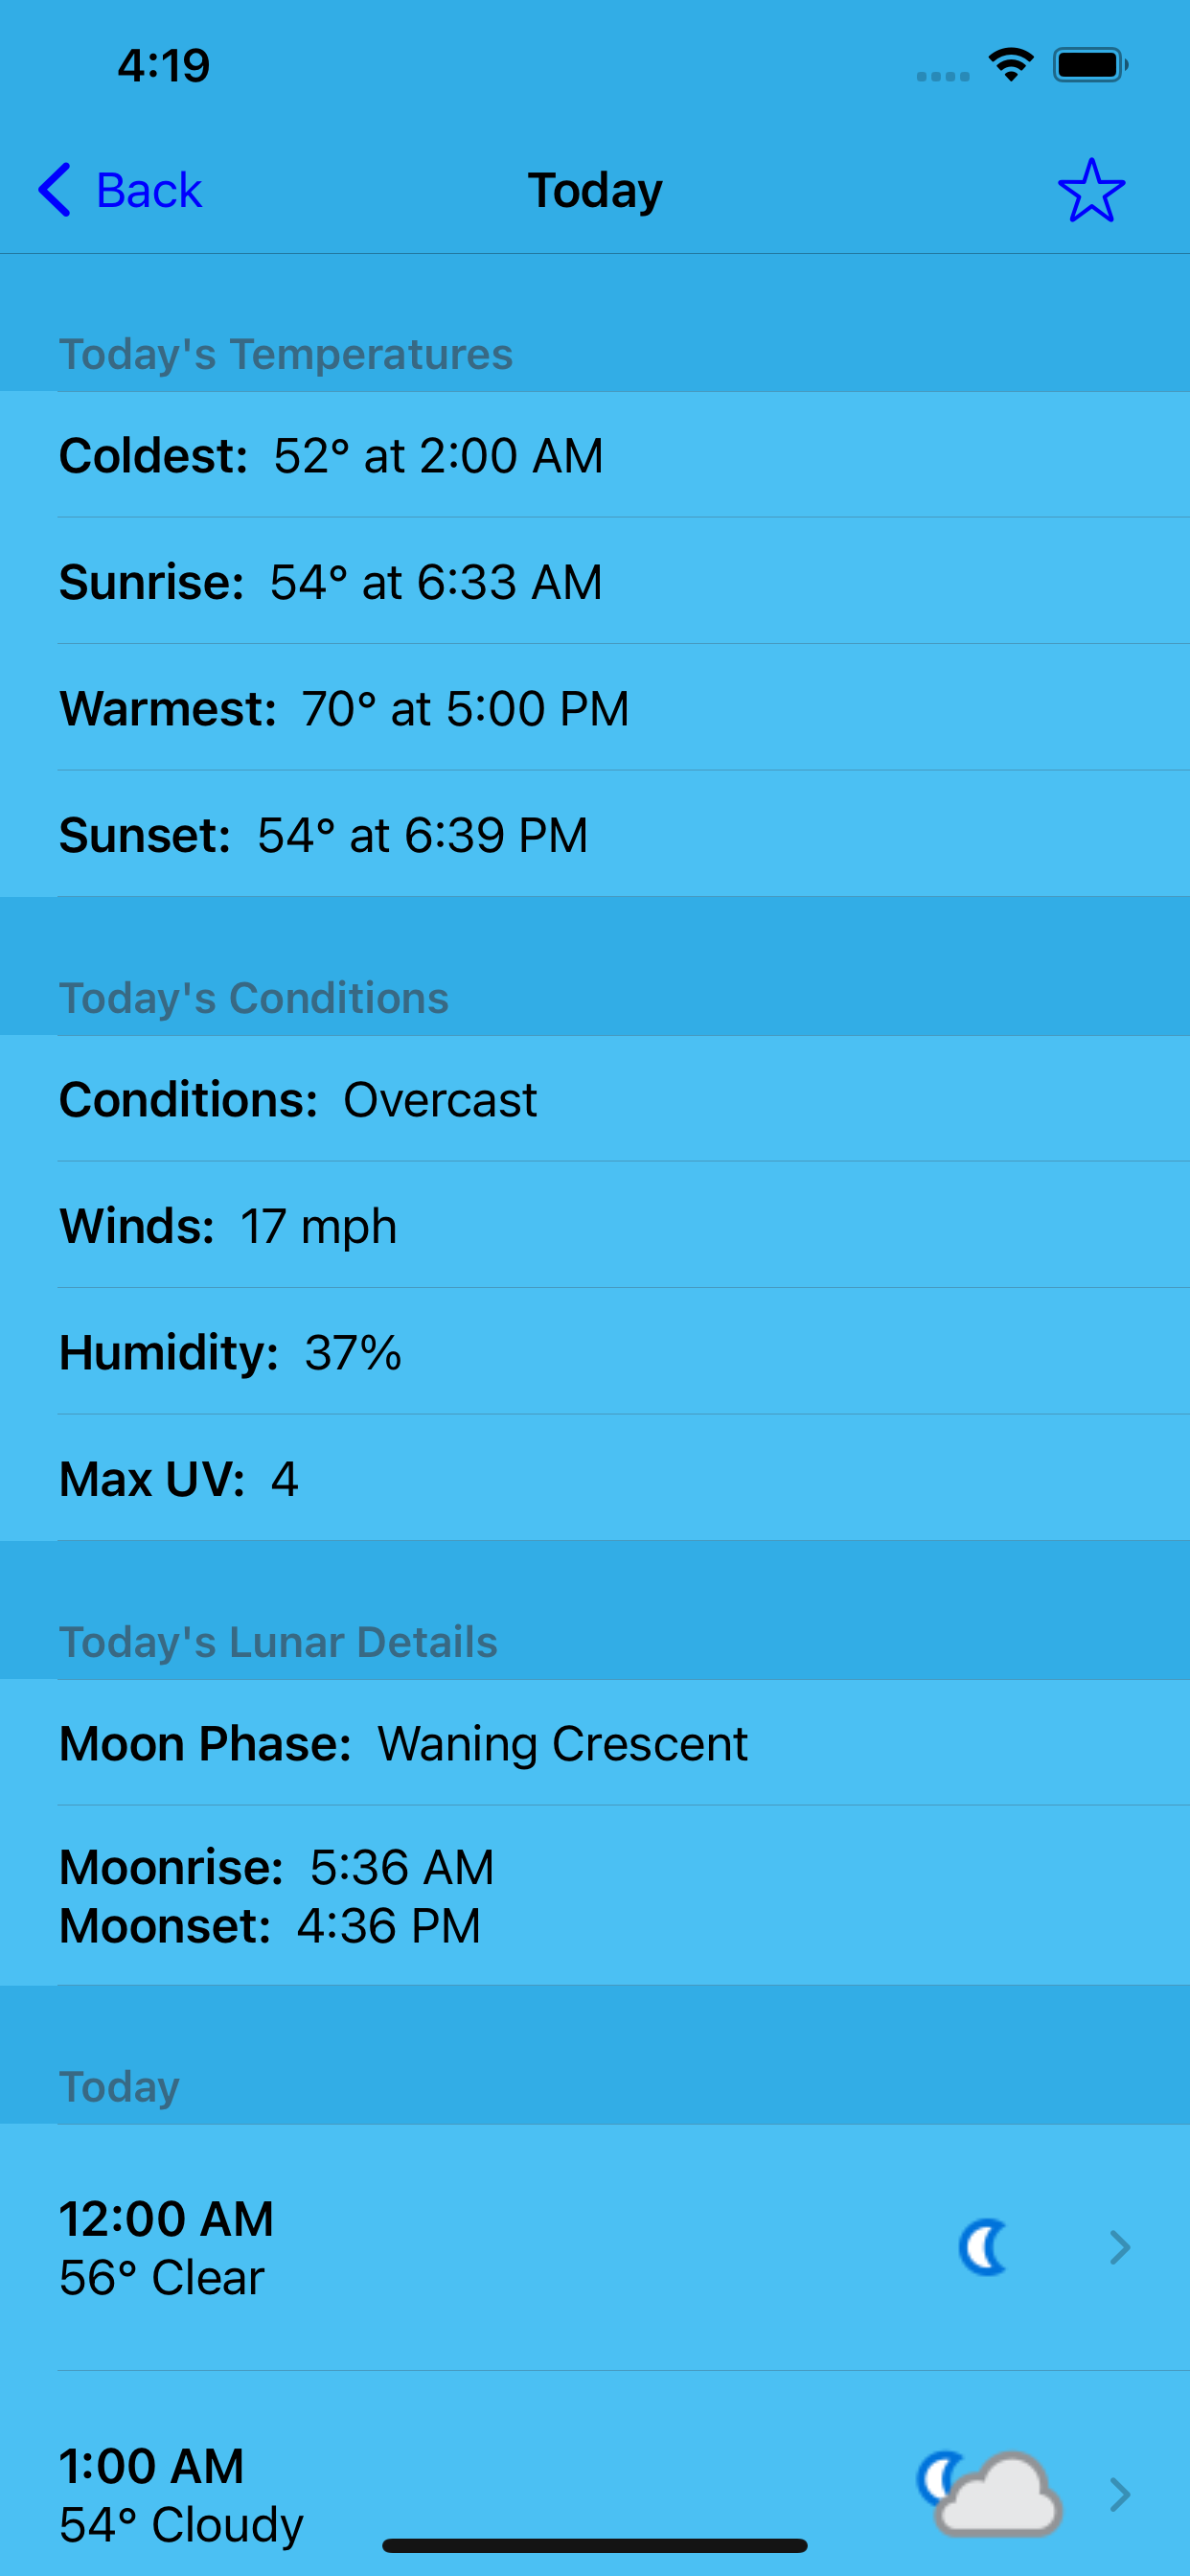 4:19
Back
Today
Today's Temperatures
Coldest: 52° at 2:00 AM
Sunrise: 54° at 6:33 AM
Warmest: 70° at 5:00 PM
Sunset: 54° at 6:39 PM
Today's Conditions
Conditions: Overcast
Winds: 17 mph
Humidity: 37%
Max UV: 4
Today's Lunar Details
Moon Phase: Waning Crescent
Moonrise: 5:36 AM
Moonset: 4:36 PM
Today
12:00 AM
56° Clear
1:00 AM
54° Cloudy